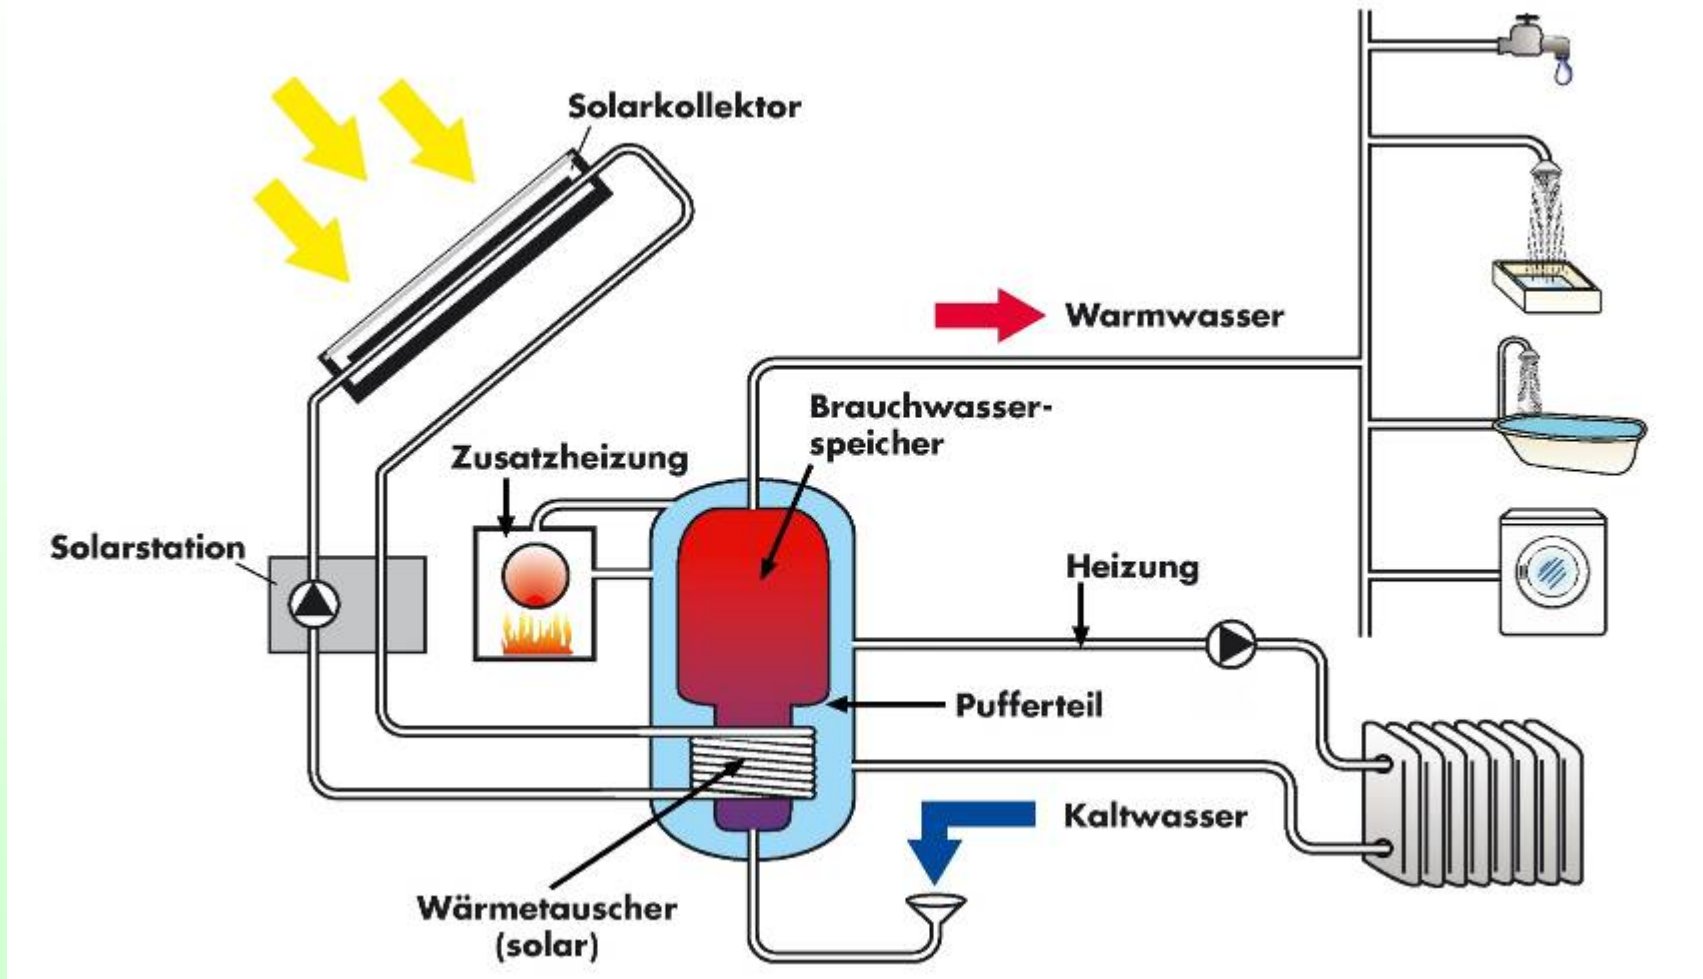 Solarkollektor
Warmwasser
Brauchwasser-
speicher
Zusatzheizung
Solarstation
Heizung
Pufferteil
Kaltwasser
Wärmetauscher
(solar)